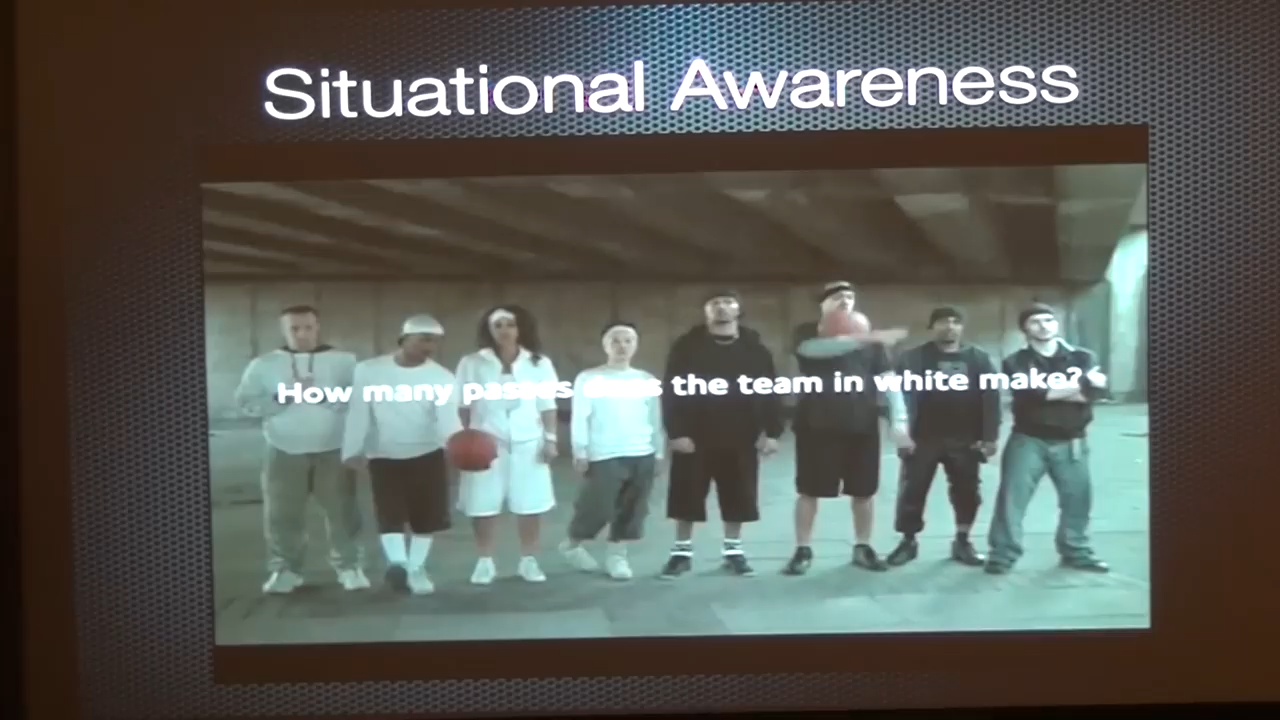 Situational Awareness
How many passes does the team in white make?